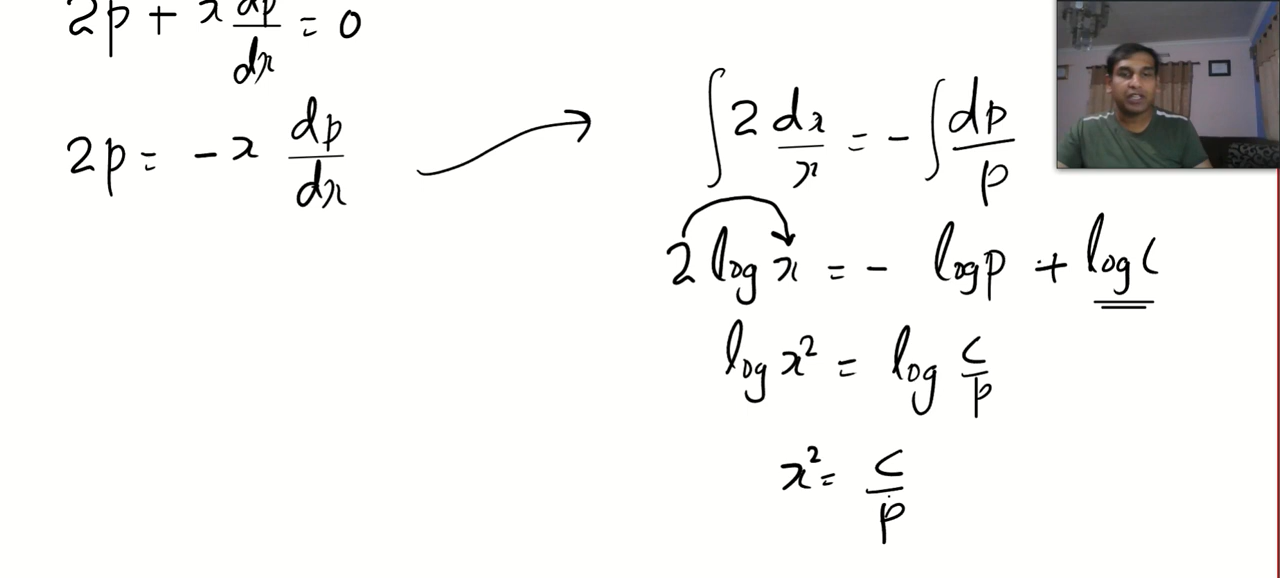 2p + x dp/dx = 0
2p = - x dp/dx
∫ 2 dx/x = - ∫ dp/p
2 log x = - log p + log C
log x² = log C/p
x² = C/p